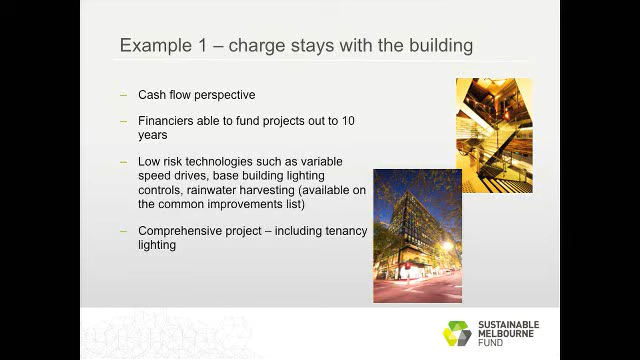 Example 1 – charge stays with the building
– Cash flow perspective
– Financiers able to fund projects out to 10
years
– Low risk technologies such as variable
speed drives, base building lighting
controls, rainwater harvesting (available on
the common improvements list)
– Comprehensive project – including tenancy
lighting
SUSTAINABLE
MELBOURNE
FUND